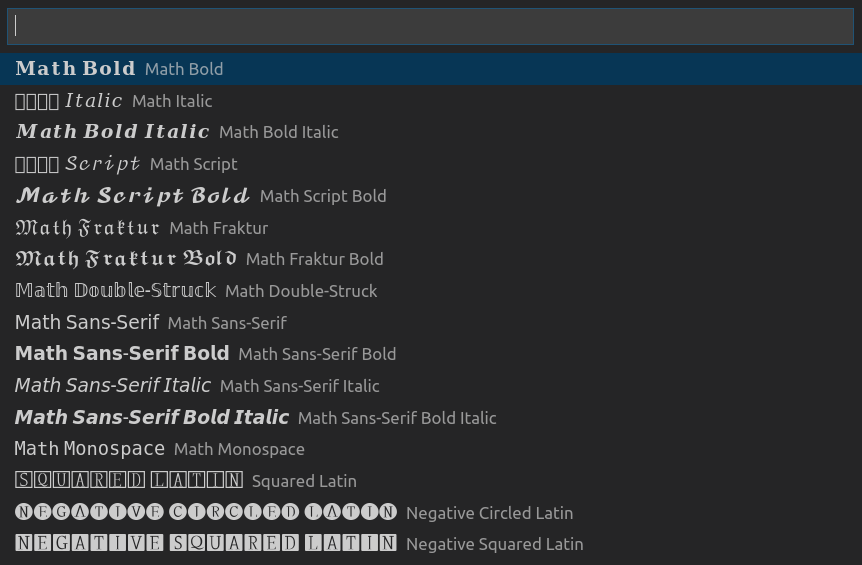 𝐌𝐚𝐭𝐡 𝐁𝐨𝐥𝐝 Math Bold
𝐼𝑡𝑎𝑙𝑖𝑐 Math Italic
𝑴𝒂𝒕𝒉 𝑩𝒐𝒍𝒅 𝑰𝒕𝒂𝒍𝒊𝒄 Math Bold Italic
𝒮𝒸𝓇𝒾𝓅𝓉 Math Script
𝓜𝓪𝓽𝓱 𝓢𝓬𝓻𝓲𝓹𝓽 𝓑𝓸𝓵𝓭 Math Script Bold
𝔐𝔞𝔱𝔥 𝔉𝔯𝔞𝔨𝔱𝔲𝔯 Math Fraktur
𝕸𝖆𝖙𝖍 𝕱𝖗𝖆𝖐𝖙𝖚𝖗 𝕭𝖔𝖑𝖉 Math Fraktur Bold
𝕄𝕒𝕥𝕙 𝔻𝕠𝕦𝕓𝕝𝕖-𝕊𝕥𝕣𝕦𝕔𝕜 Math Double-Struck
𝖬𝖺𝗍𝗁 𝖲𝖺𝗇𝗌-𝖲𝖾𝗋𝗂𝖿 Math Sans-Serif
𝗠𝗮𝘁𝗵 𝗦𝗮𝗻𝘀-𝗦𝗲𝗿𝗶𝗳 𝗕𝗼𝗹𝗱 Math Sans-Serif Bold
𝘔𝘢𝘵𝘩 𝘚𝘢𝘯𝘴-𝘚𝘦𝘳𝘪𝘧 𝘐𝘵𝘢𝘭𝘪𝘤 Math Sans-Serif Italic
𝙈𝙖𝙩𝙝 𝙎𝙖𝙣𝙨-𝙎𝙚𝙧𝙞𝙛 𝘽𝙤𝙡𝙙 𝙄𝙩𝙖𝙡𝙞𝙘 Math Sans-Serif Bold Italic
𝙼𝚊𝚝𝚑 𝙼𝚘𝚗𝚘𝚜𝚙𝚊𝚌𝚎 Math Monospace
🅂🅀🅄🄰🅁🄴🄳 🄻🄰🅃🄸🄽 Squared Latin
🅝🅔🅖🅐🅣🅘🅥🅔 🅒🅘🅡🅒🅛🅔🅓 🅛🅐🅣🅘🅝 Negative Circled Latin
🅽🅴🅶🅰🆃🅸🆅🅴 🆂🆀🆄🅰🆁🅴🅳 🅻🅰🆃🅸🅽 Negative Squared Latin